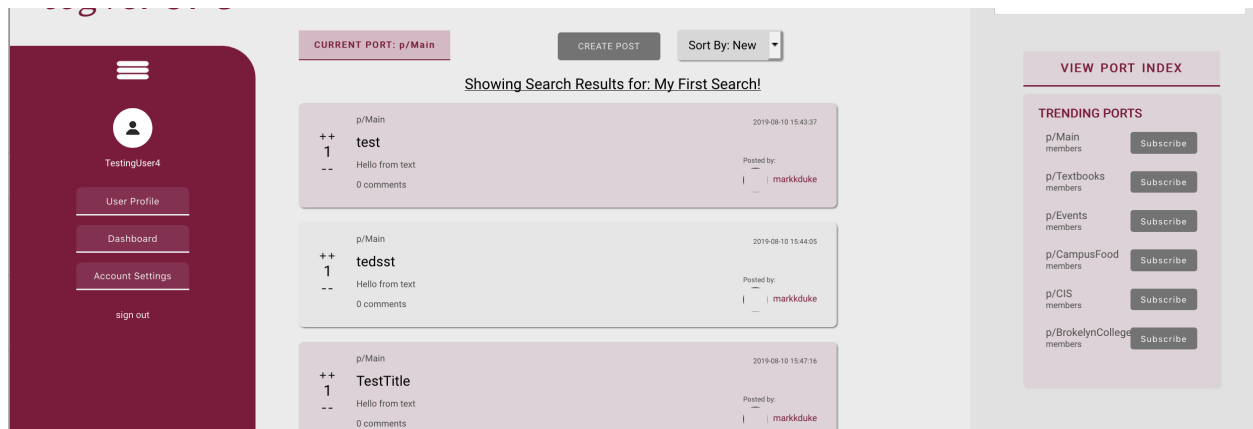 TestingUser4
User Profile
Dashboard
Account Settings
sign out
CURRENT PORT: p/Main
CREATE POST
Sort By: New
Showing Search Results for: My First Search!
p/Main
2019-08-10 15:43:37
++
1
--
test
Hello from text
0 comments
Posted by:
markkduke
p/Main
2019-08-10 15:44:05
++
1
--
tedsst
Hello from text
0 comments
Posted by:
markkduke
p/Main
2019-08-10 15:47:16
++
1
--
TestTitle
Hello from text
0 comments
Posted by:
markkduke
VIEW PORT INDEX
TRENDING PORTS
p/Main
members
Subscribe
p/Textbooks
members
Subscribe
p/Events
members
Subscribe
p/CampusFood
members
Subscribe
p/CIS
members
Subscribe
p/BrokelynCollege
members
Subscribe